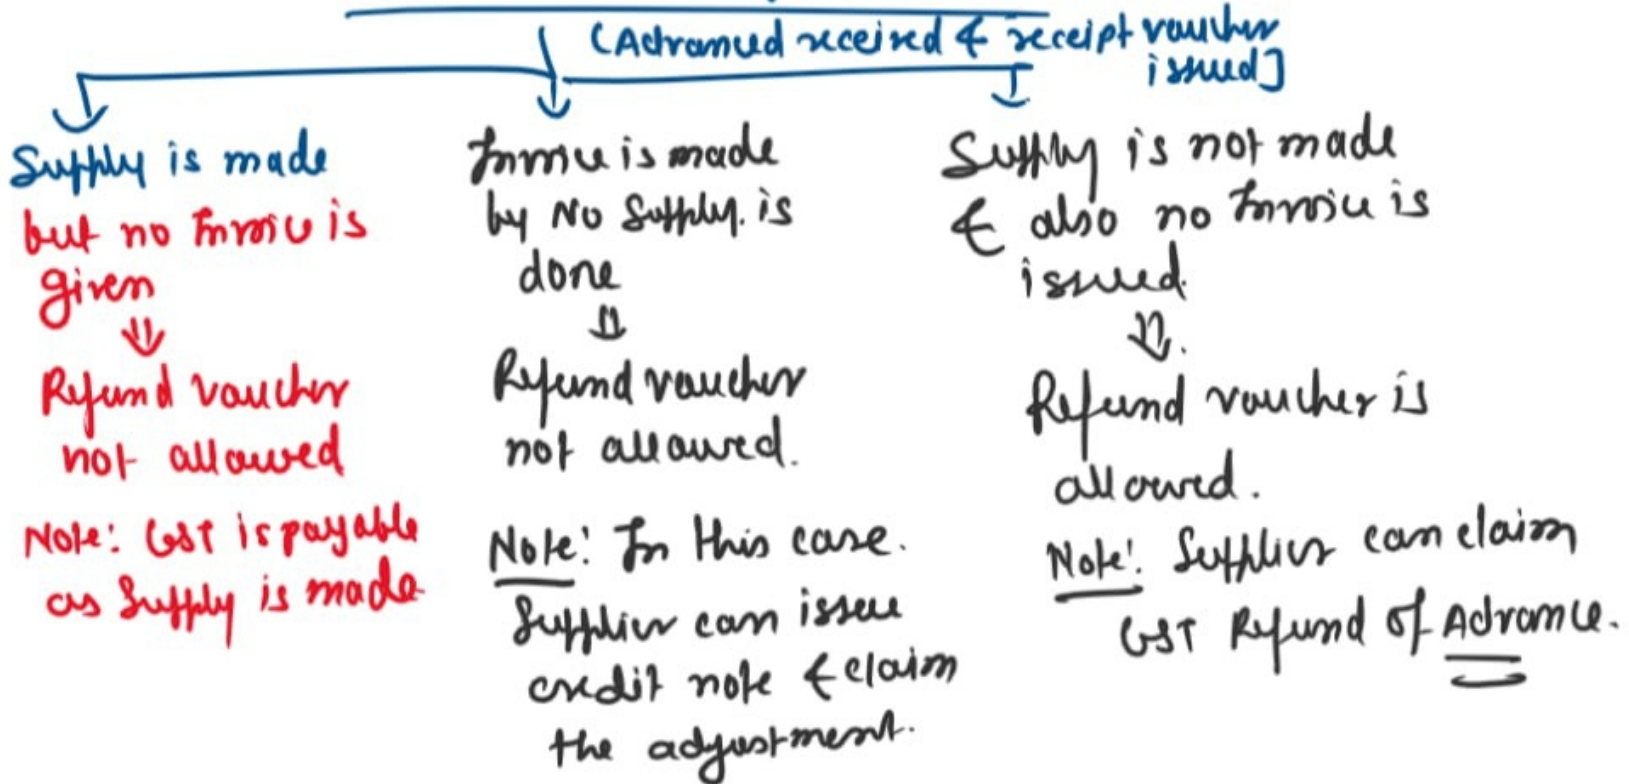 (Advanced received & receipt voucher
issued]
Supply is made
but no Invoice is
given
Refund voucher
not allowed
Note: GST is payable
as Supply is made
Invoice is made
by No Supply. is
done
Refund voucher
not allowed.
Note: In this case.
Supplier can issue
credit note & claim
the adjustment.
Supply is not made
& also no Invoice is
issued.
Refund voucher is
allowed.
Note: Supplier can claim
GST Refund of Advance.